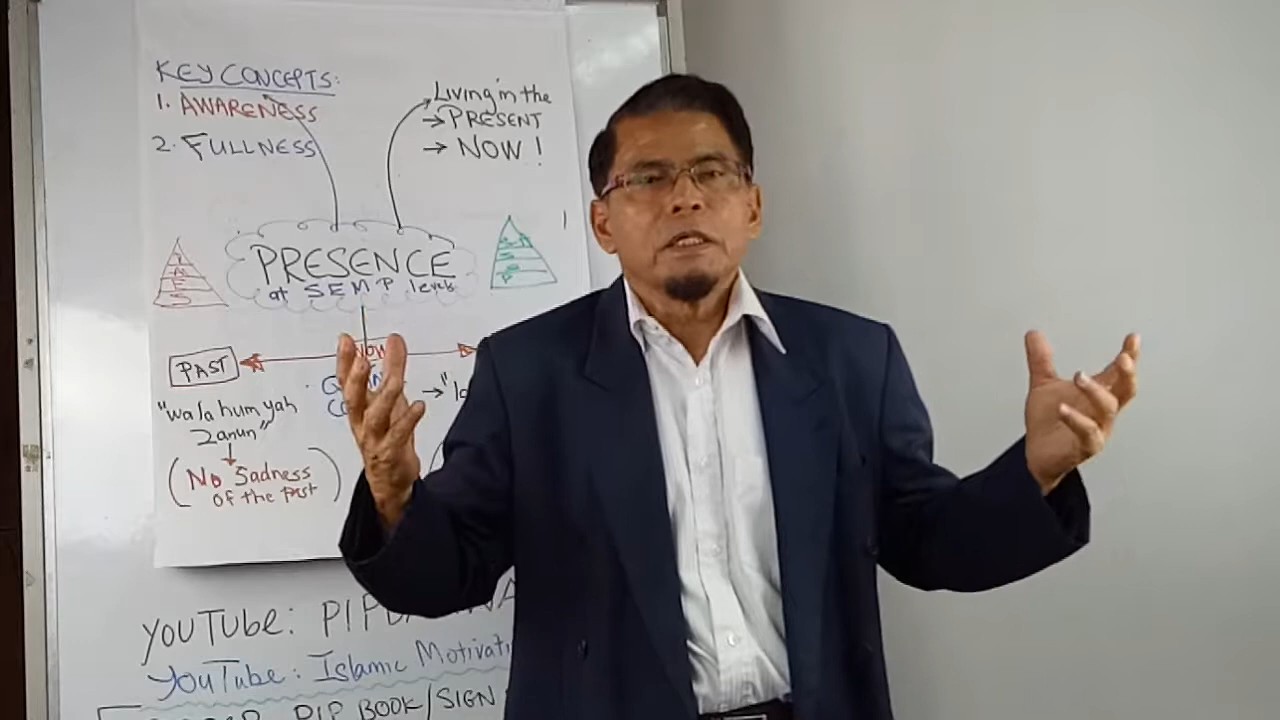 KEY CONCEPTS:
1. AWARENESS
2. FULLNESS
Living in the
→ PRESENT
→ NOW!
PRESENCE
at SEMP levels
PAST
NOW
"wala hum yah
zanun"
(No Sadness
of the past)
YouTube: PIP
YouTube: Islamic Motivati
PIP BOOK/SIGN